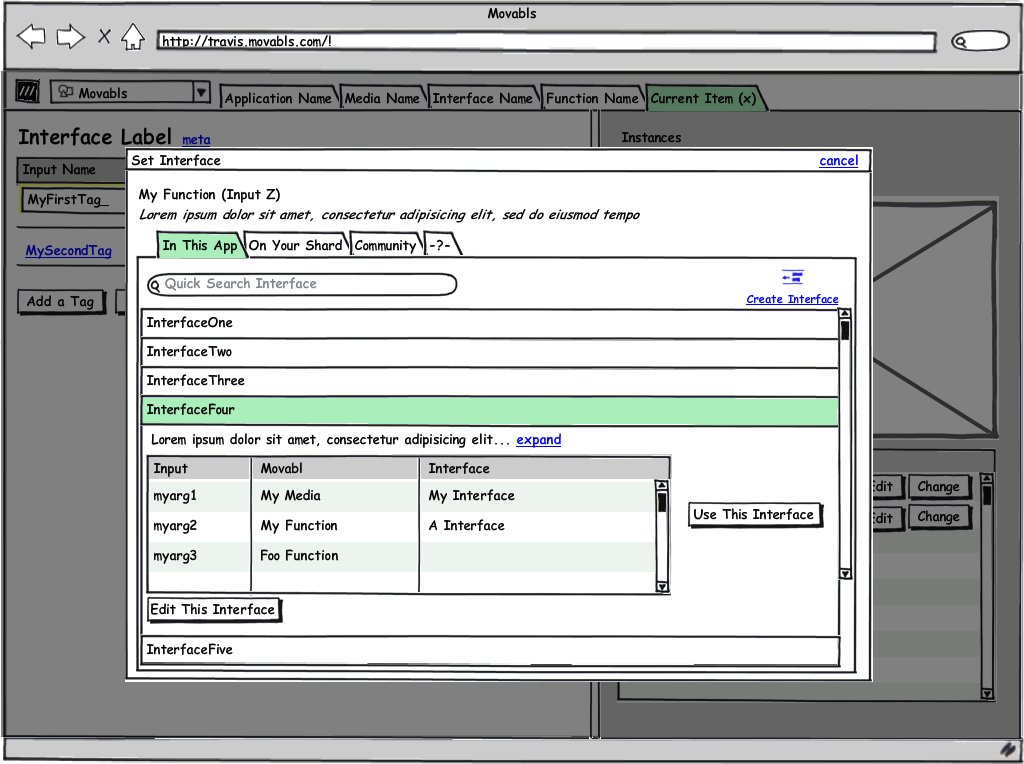 Movabls
http://travis.movabls.com/!
Movabls
Application Name
Media Name
Interface Name
Function Name
Current Item (x)
Interface Label meta
Instances
Input Name
MyFirstTag_
MySecondTag
Add a Tag
Set Interface
cancel
My Function (Input Z)
Lorem ipsum dolor sit amet, consectetur adipisicing elit, sed do eiusmod tempo
In This App
On Your Shard
Community
-?-
Quick Search Interface
Create Interface
InterfaceOne
InterfaceTwo
InterfaceThree
InterfaceFour
Lorem ipsum dolor sit amet, consectetur adipisicing elit... expand
Input Movabl Interface
myarg1 My Media My Interface
myarg2 My Function A Interface
myarg3 Foo Function
Use This Interface
Edit This Interface
InterfaceFive
dit Change
dit Change